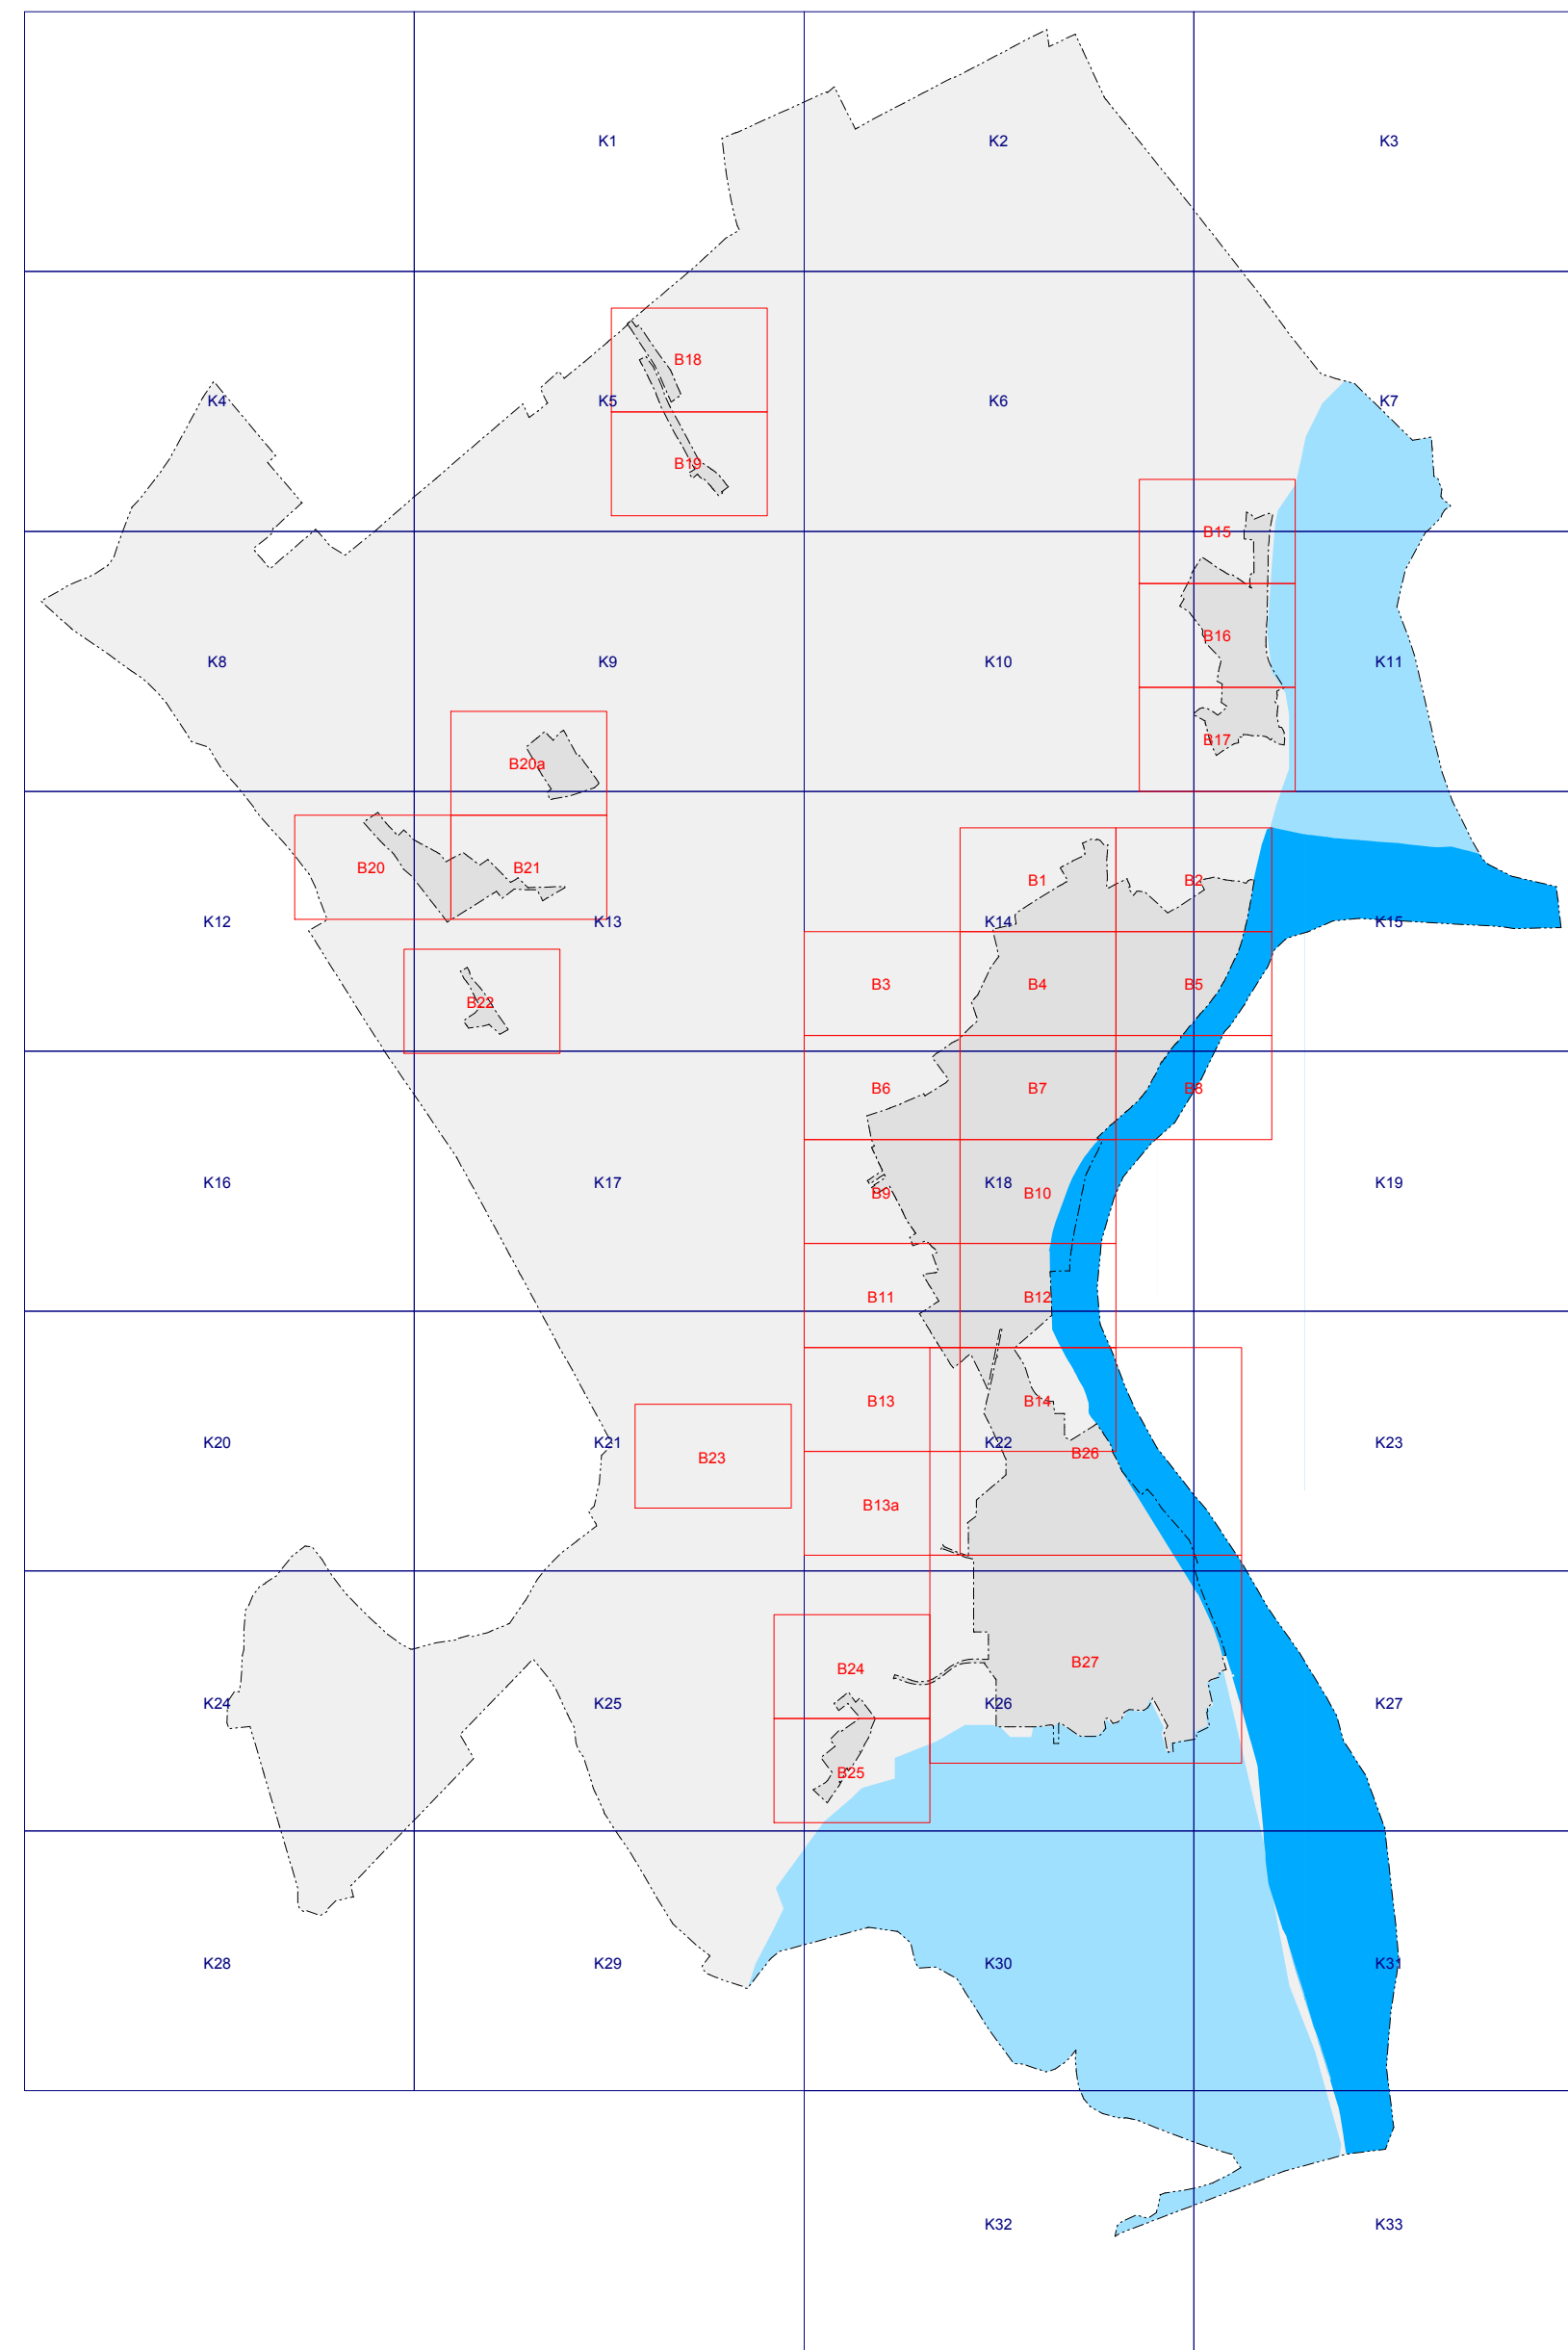 K1 K2 K3
B18
K4 K5 K6 K7
B19
B15
B16
K8 K9 K10 K11
B17
B20a
B20 B21 B1 B2
K12 K13 K14 K15
B3 B4 B5
B22
B6 B7 B8
K16 K17 K18 K19
B9 B10
B11 B12
B13 B14
K20 K21 K22 K23
B23 B26
B13a
B24 B27
K24 K25 K26 K27
B25
K28 K29 K30 K31
K32 K33